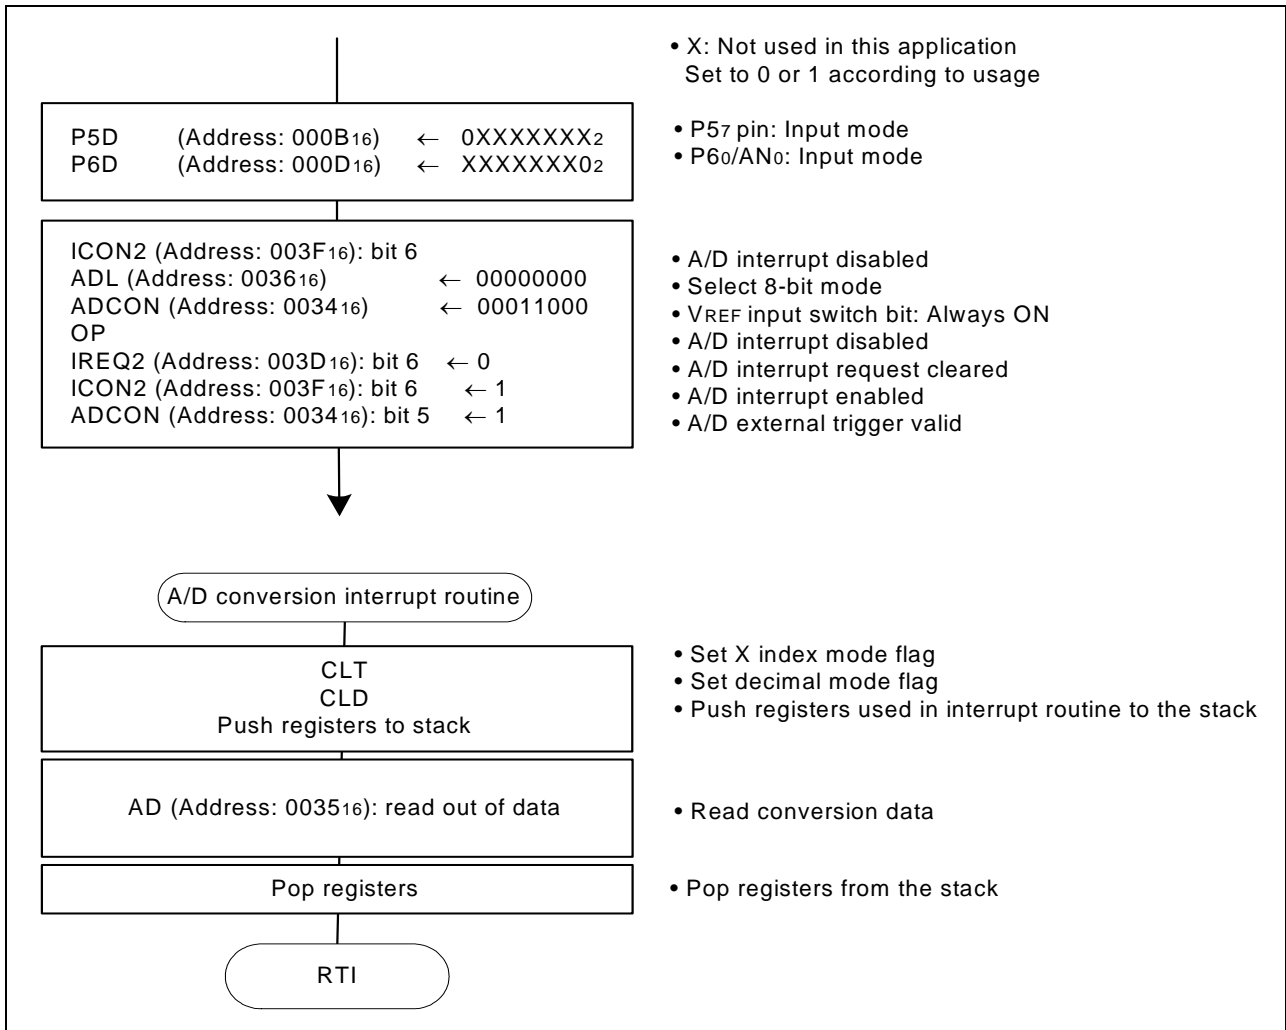 • X: Not used in this application
Set to 0 or 1 according to usage
P5D (Address: 000B16) ← 0XXXXXXX2
• P57 pin: Input mode
P6D (Address: 000D16) ← XXXXXXX02
• P60/AN0: Input mode
ICON2 (Address: 003F16): bit 6
ADL (Address: 003616) ← 00000000
ADCON (Address: 003416) ← 00011000
OP
IREQ2 (Address: 003D16): bit 6 ← 0
ICON2 (Address: 003F16): bit 6 ← 1
ADCON (Address: 003416): bit 5 ← 1
• A/D interrupt disabled
• Select 8-bit mode
• VREF input switch bit: Always ON
• A/D interrupt disabled
• A/D interrupt request cleared
• A/D interrupt enabled
• A/D external trigger valid
A/D conversion interrupt routine
CLT
CLD
Push registers to stack
• Set X index mode flag
• Set decimal mode flag
• Push registers used in interrupt routine to the stack
AD (Address: 003516): read out of data
• Read conversion data
Pop registers
• Pop registers from the stack
RTI